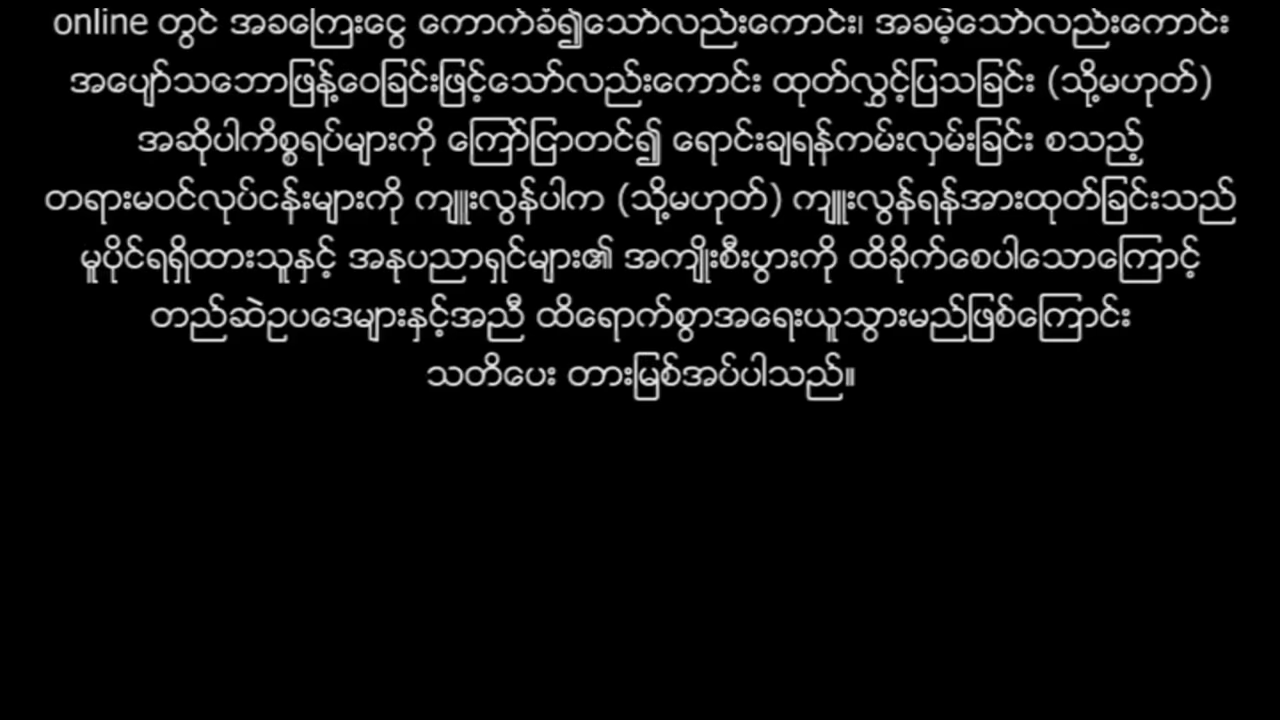 online တွင် အခကြေးငွေ ကောက်ခံ၍သော်လည်းကောင်း၊ အခမဲ့သော်လည်းကောင်း
အပျော်သဘောဖြန့်ဝေခြင်းဖြင့်သော်လည်းကောင်း ထုတ်လွှင့်ပြသခြင်း (သို့မဟုတ်)
အဆိုပါကိစ္စရပ်များကို ကြော်ငြာတင်၍ ရောင်းချရန်ကမ်းလှမ်းခြင်း စသည့်
တရားမဝင်လုပ်ငန်းများကို ကျူးလွန်ပါက (သို့မဟုတ်) ကျူးလွန်ရန်အားထုတ်ခြင်းသည်
မူပိုင်ရရှိထားသူနှင့် အနုပညာရှင်များ၏ အကျိုးစီးပွားကို ထိခိုက်စေပါသောကြောင့်
တည်ဆဲဥပဒေများနှင့်အညီ ထိရောက်စွာအရေးယူသွားမည်ဖြစ်ကြောင်း
သတိပေး တားမြစ်အပ်ပါသည်။